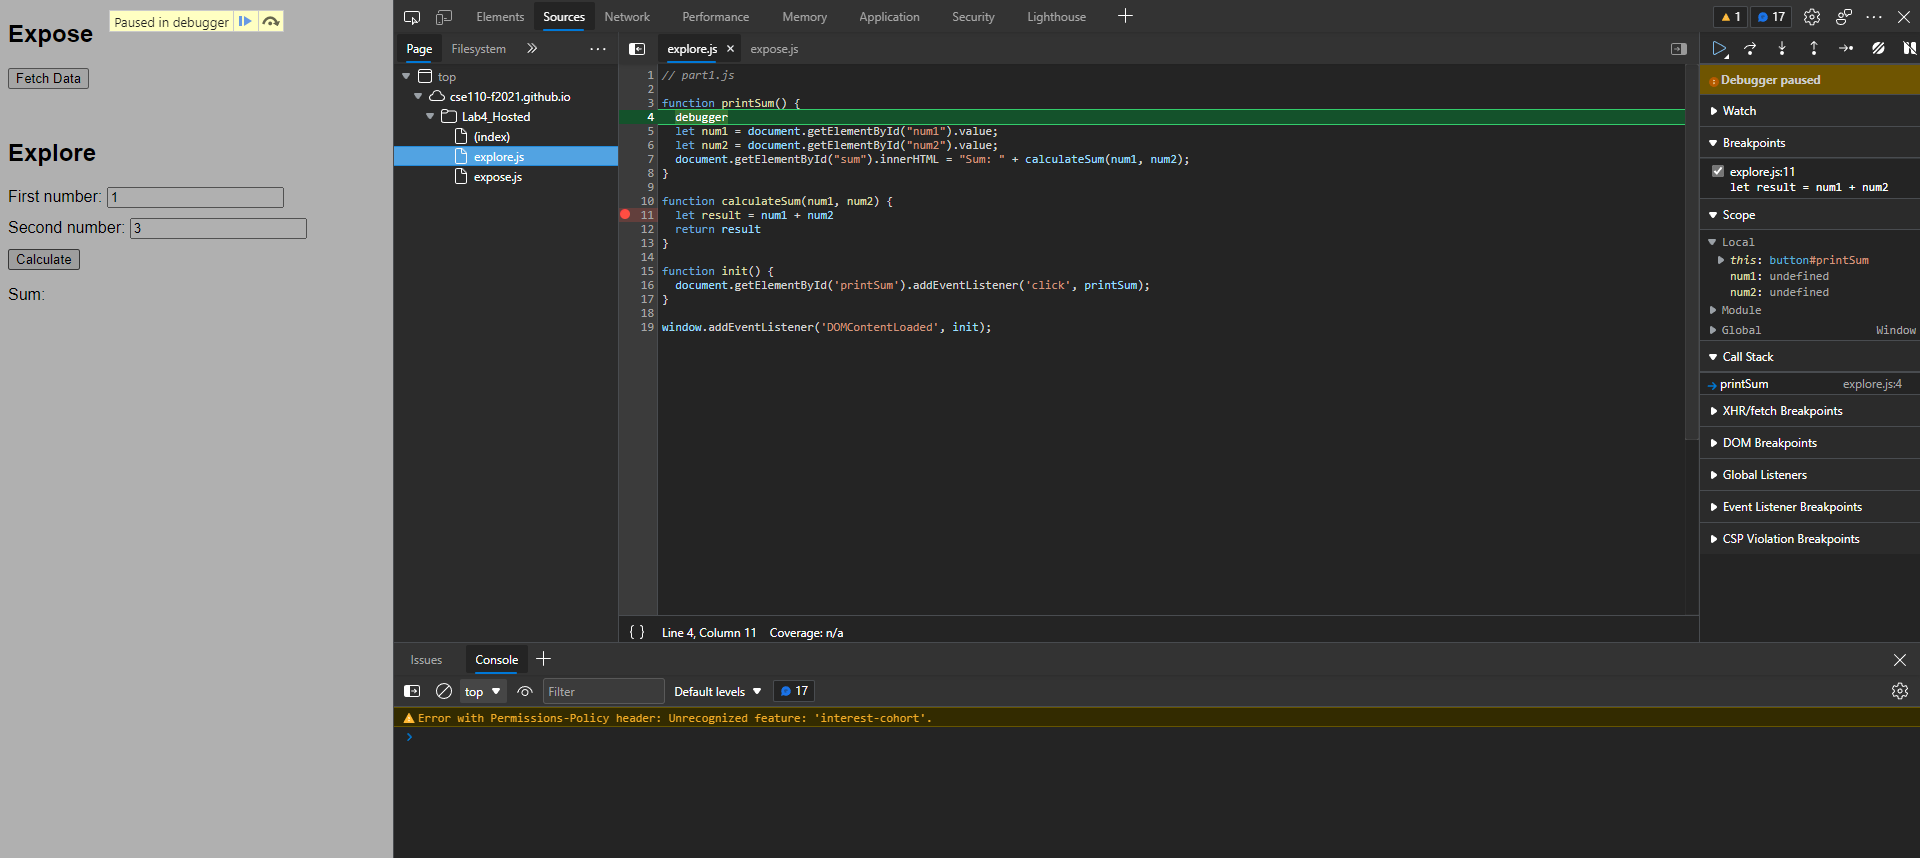 Expose
Paused in debugger
Fetch Data
Explore
First number: 1
Second number: 3
Calculate
Sum:
Elements Sources Network Performance Memory Application Security Lighthouse
1 17
Page Filesystem
top
cse110-f2021.github.io
Lab4_Hosted
(index)
explore.js
expose.js
explore.js expose.js
1 // part1.js
2
3 function printSum() {
4 debugger
5 let num1 = document.getElementById("num1").value;
6 let num2 = document.getElementById("num2").value;
7 document.getElementById("sum").innerHTML = "Sum: " + calculateSum(num1, num2);
8 }
9
10 function calculateSum(num1, num2) {
11 let result = num1 + num2
12 return result
13 }
14
15 function init() {
16 document.getElementById('printSum').addEventListener('click', printSum);
17 }
18
19 window.addEventListener('DOMContentLoaded', init);
{ } Line 4, Column 11 Coverage: n/a
Debugger paused
Watch
Breakpoints
explore.js:11
let result = num1 + num2
Scope
Local
this: button#printSum
num1: undefined
num2: undefined
Module
Global Window
Call Stack
printSum explore.js:4
XHR/fetch Breakpoints
DOM Breakpoints
Global Listeners
Event Listener Breakpoints
CSP Violation Breakpoints
Issues Console
top Filter Default levels 17
Error with Permissions-Policy header: Unrecognized feature: 'interest-cohort'.